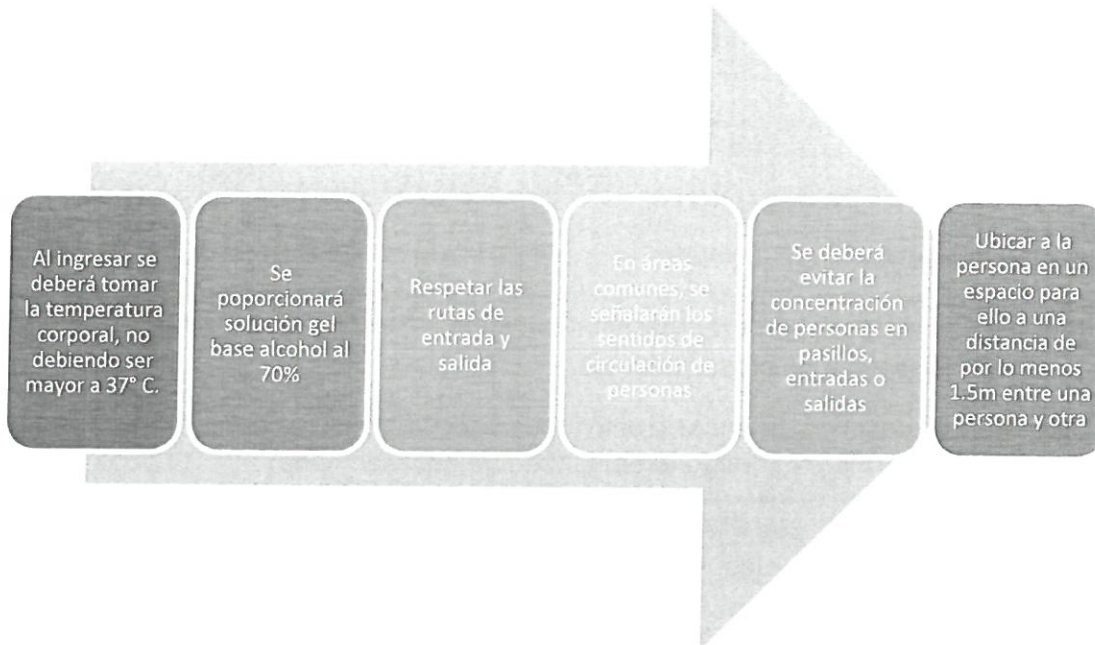 Al ingresar se
deberá tomar
la temperatura
corporal, no
debiendo ser
mayor a 37° C.
Se
poporcionará
solución gel
base alcohol al
70%
Respetar las
rutas de
entrada y
salida
En áreas
comunes, se
señalarán los
sentidos de
circulación de
personas
Se deberá
evitar la
concentración
de personas en
pasillos,
entradas o
salidas
Ubicar a la
persona en un
espacio para
ello a una
distancia de
por lo menos
1.5m entre una
persona y otra